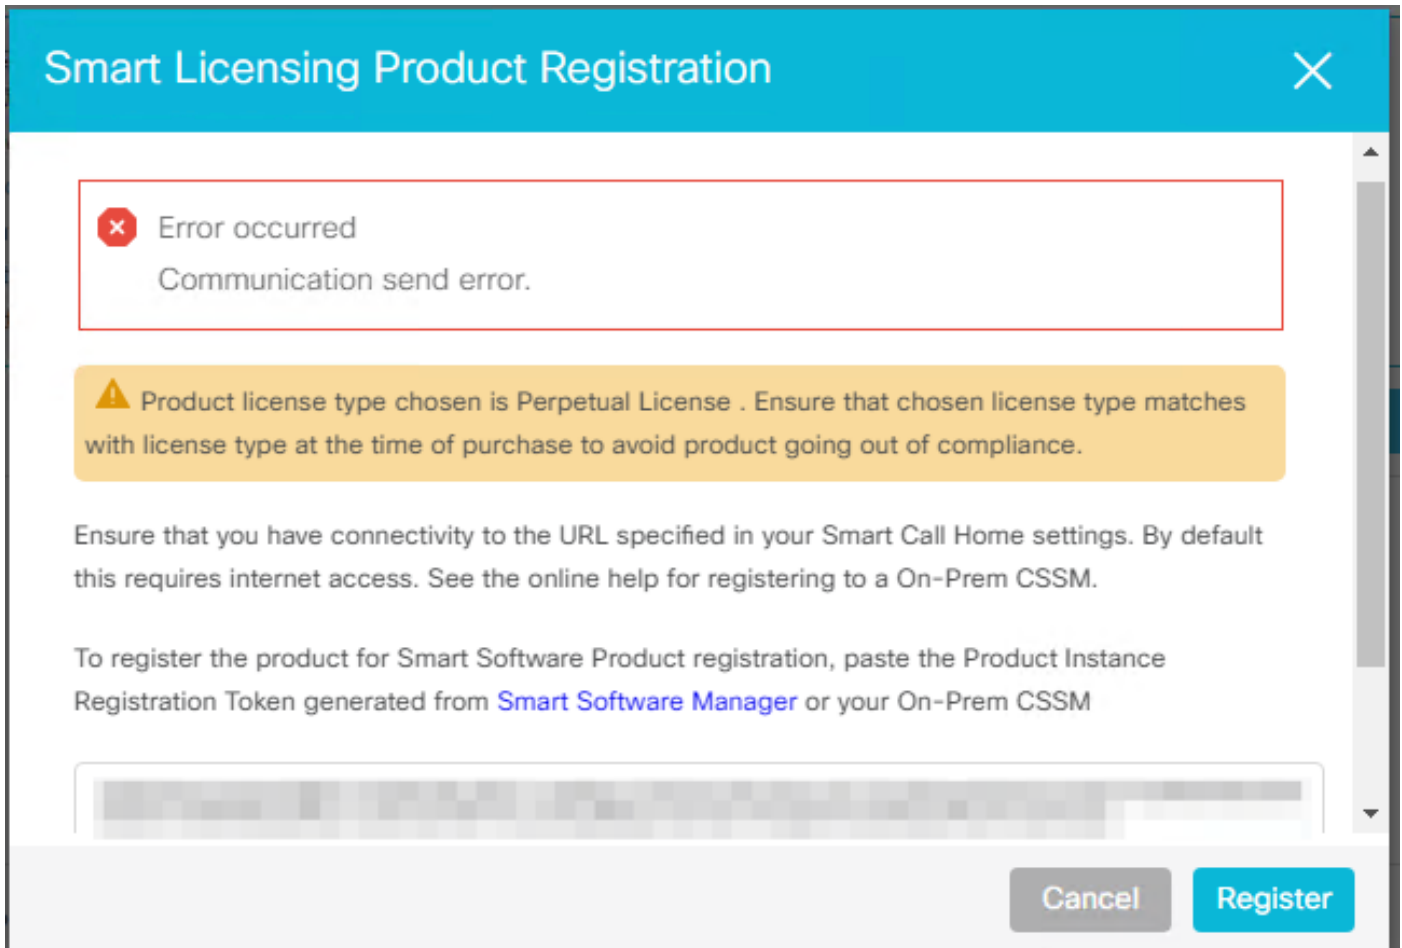 Smart Licensing Product Registration
Error occurred
Communication send error.
Product license type chosen is Perpetual License . Ensure that chosen license type matches
with license type at the time of purchase to avoid product going out of compliance.
Ensure that you have connectivity to the URL specified in your Smart Call Home settings. By default
this requires internet access. See the online help for registering to a On-Prem CSSM.
To register the product for Smart Software Product registration, paste the Product Instance
Registration Token generated from Smart Software Manager or your On-Prem CSSM
Cancel
Register